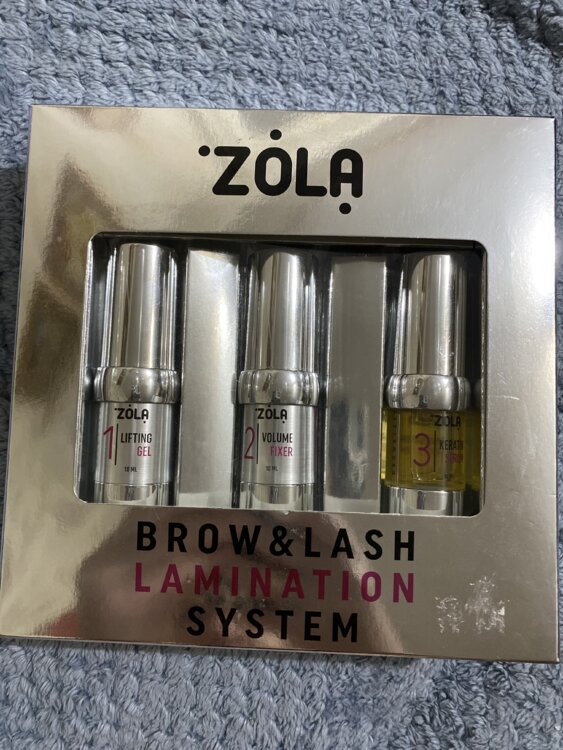 ZOLA
ZOLA
1
LIFTING
GEL
10 ML
ZOLA
2
VOLUME
FIXER
10 ML
ZOLA
3
BROW&LASH
LAMINATION
SYSTEM